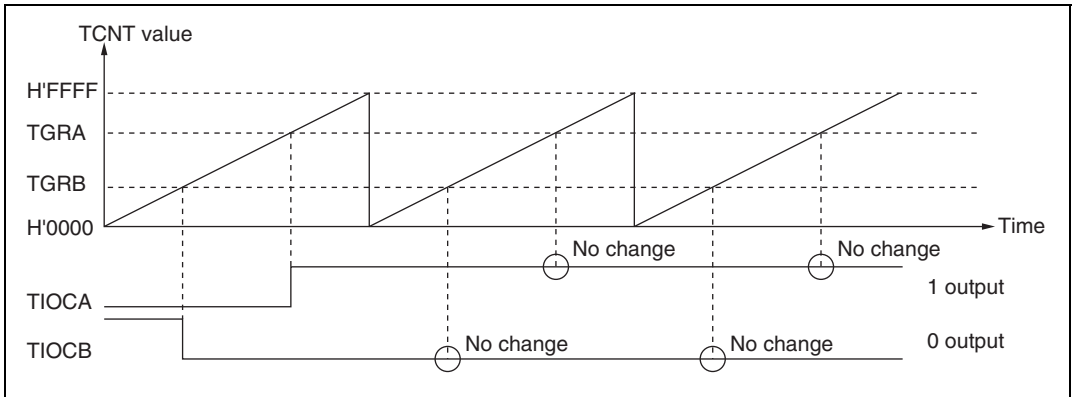 TCNT value
H'FFFF
TGRA
TGRB
H'0000
Time
No change
No change
TIOCA
1 output
No change
No change
TIOCB
0 output